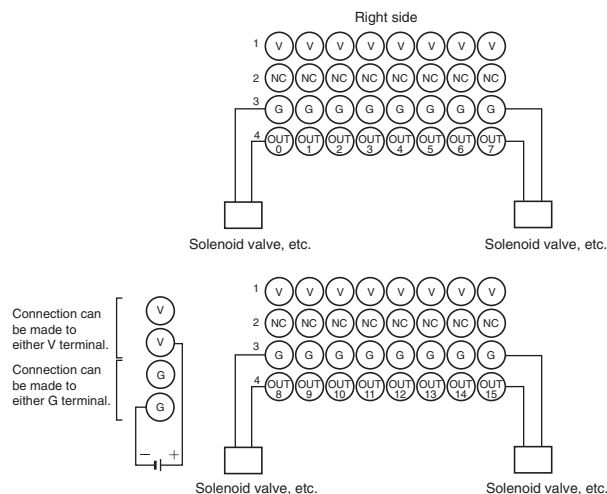 Right side
1 V V V V V V V V
2 NC NC NC NC NC NC NC NC
3 G G G G G G G G
4 OUT 0 OUT 1 OUT 2 OUT 3 OUT 4 OUT 5 OUT 6 OUT 7
Solenoid valve, etc.
Solenoid valve, etc.
Connection can
be made to
either V terminal.
Connection can
be made to
either G terminal.
V
V
G
G
− +
1 V V V V V V V V
2 NC NC NC NC NC NC NC NC
3 G G G G G G G G
4 OUT 8 OUT 9 OUT 10 OUT 11 OUT 12 OUT 13 OUT 14 OUT 15
Solenoid valve, etc.
Solenoid valve, etc.